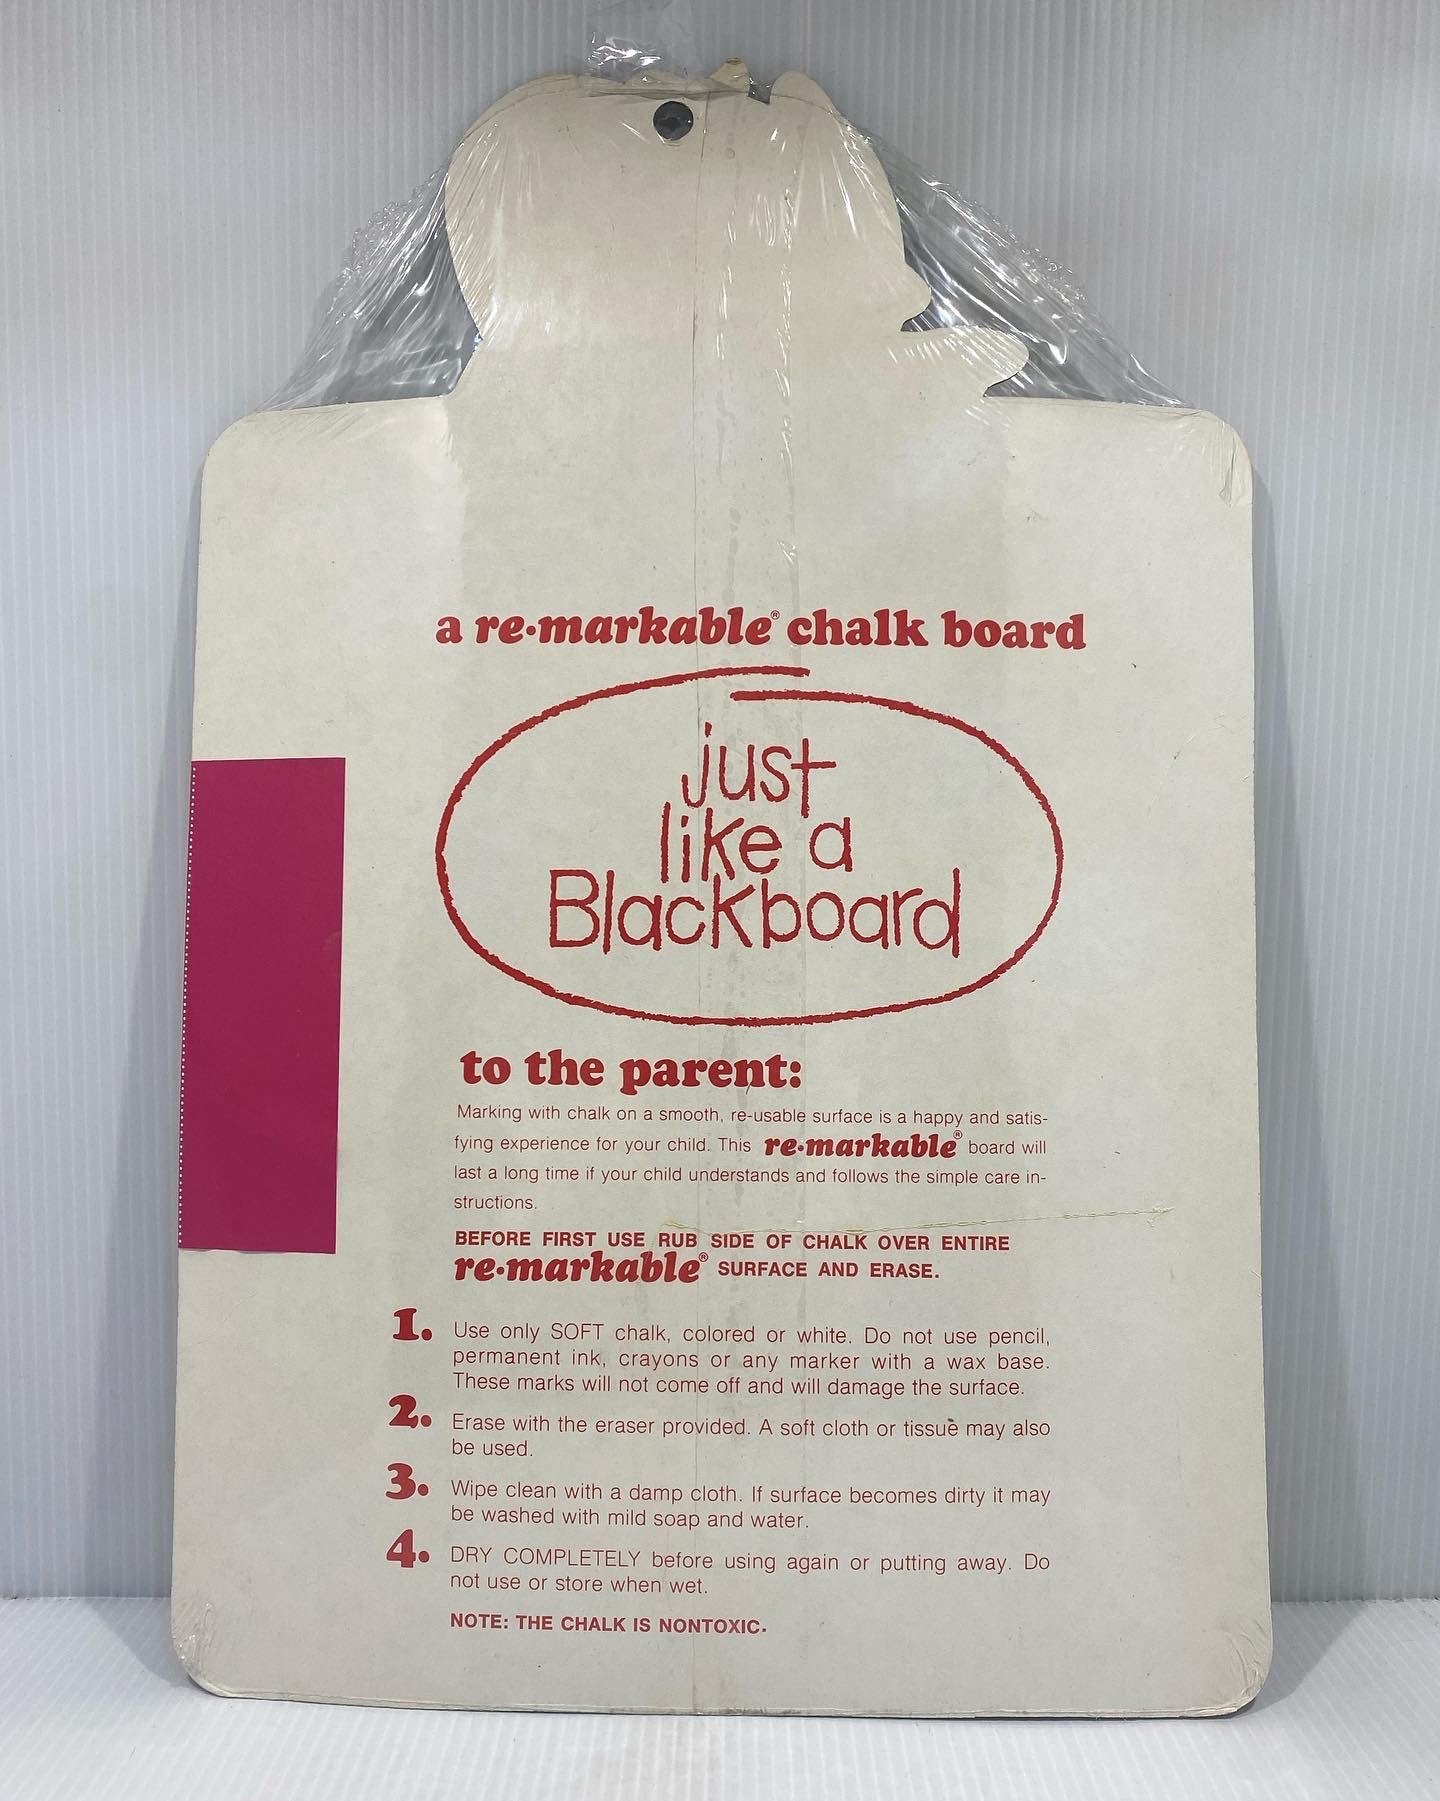 a re•markable® chalk board
just
like a
Blackboard
to the parent:
Marking with chalk on a smooth, re-usable surface is a happy and satis-
fying experience for your child. This re•markable® board will
last a long time if your child understands and follows the simple care in-
structions.
BEFORE FIRST USE RUB SIDE OF CHALK OVER ENTIRE
re•markable® SURFACE AND ERASE.
1. Use only SOFT chalk, colored or white. Do not use pencil,
permanent ink, crayons or any marker with a wax base.
These marks will not come off and will damage the surface.
2. Erase with the eraser provided. A soft cloth or tissue may also
be used.
3. Wipe clean with a damp cloth. If surface becomes dirty it may
be washed with mild soap and water.
4. DRY COMPLETELY before using again or putting away. Do
not use or store when wet.
NOTE: THE CHALK IS NONTOXIC.